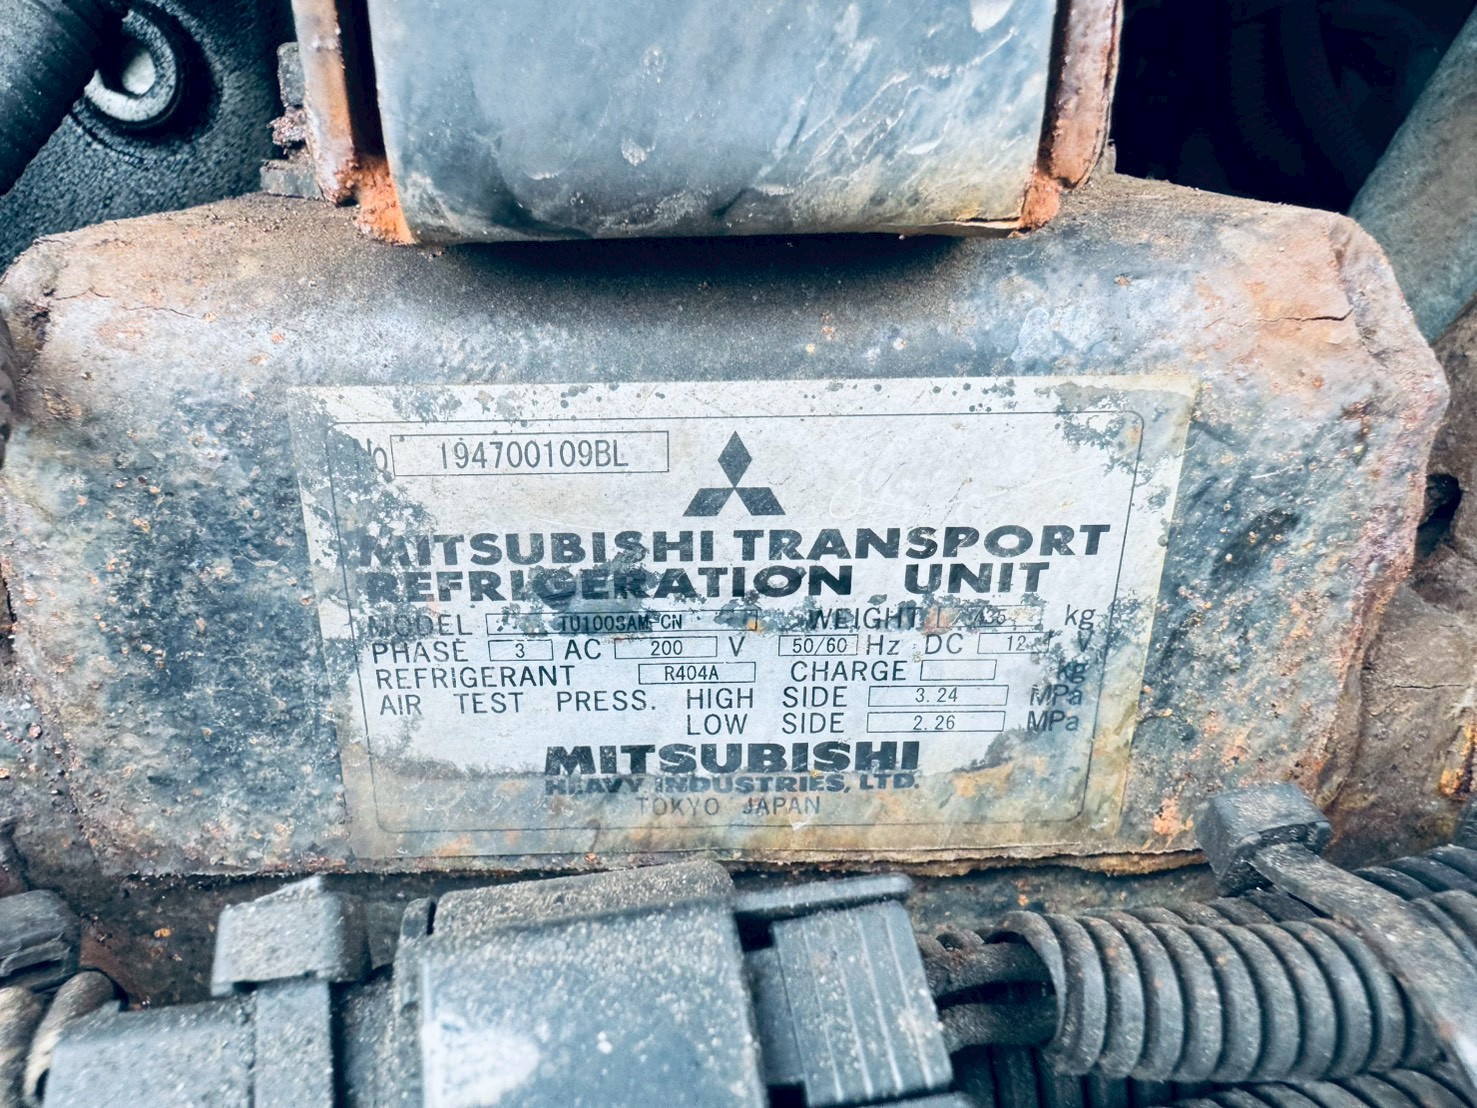 No 194700109BL
MITSUBISHI TRANSPORT
REFRIGERATION UNIT
MODEL TU100SAM-CN WEIGHT kg
PHASE 3 AC 200 V 50/60 Hz DC 12 V
REFRIGERANT R404A CHARGE kg
AIR TEST PRESS. HIGH SIDE 3.24 MPa
LOW SIDE 2.26 MPa
MITSUBISHI
HEAVY INDUSTRIES, LTD.
TOKYO JAPAN